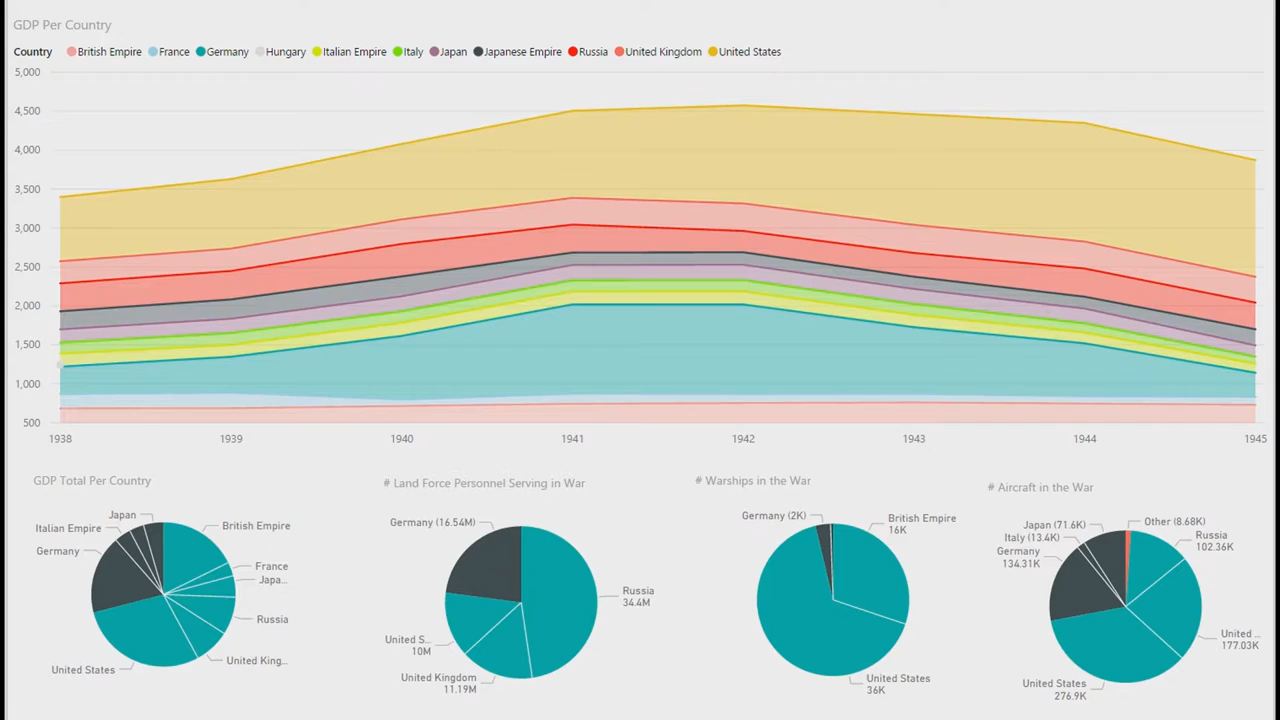 GDP Per Country
Country British Empire France Germany Hungary Italian Empire Italy Japan Japanese Empire Russia United Kingdom United States
5,000
4,500
4,000
3,500
3,000
2,500
2,000
1,500
1,000
500
1938 1939 1940 1941 1942 1943 1944 1945
GDP Total Per Country
Japan
Italian Empire
Germany
British Empire
France
Japa...
Russia
United King...
United States
# Land Force Personnel Serving in War
Germany (16.54M)
Russia
34.4M
United S...
10M
United Kingdom
11.19M
# Warships in the War
Germany (2K)
British Empire
16K
United States
36K
# Aircraft in the War
Japan (71.6K)
Other (8.68K)
Italy (13.4K)
Russia
102.36K
Germany
134.31K
United ...
177.03K
United States
276.9K